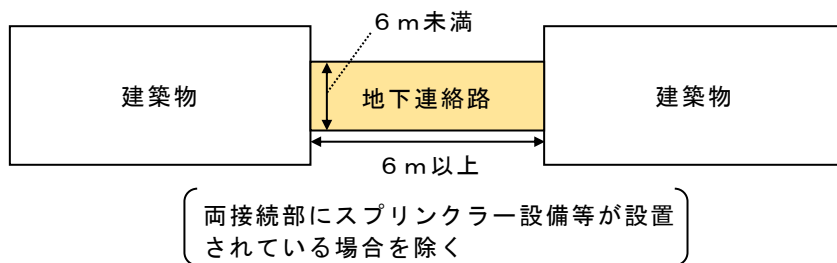 ６ｍ未満
建築物
地下連絡路
建築物
６ｍ以上
両接続部にスプリンクラー設備等が設置
されている場合を除く